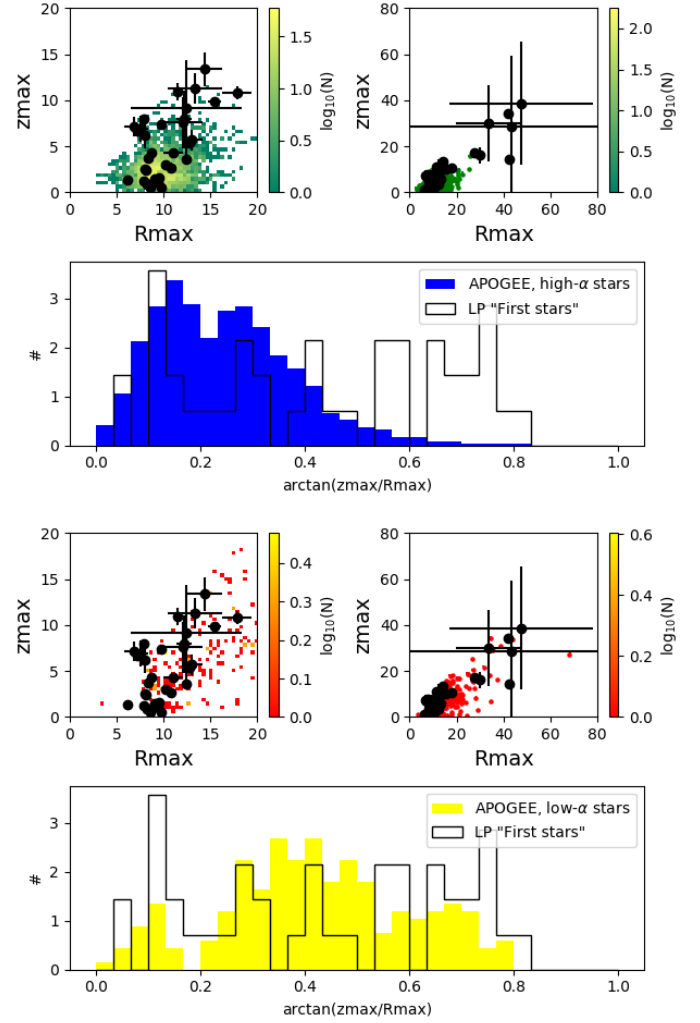 20
15
10
5
0
zmax
0 5 10 15 20
Rmax
1.5
1.0
0.5
0.0
log₁₀(N)
80
60
40
20
0
zmax
0 20 40 60 80
Rmax
2.0
1.5
1.0
0.5
0.0
log₁₀(N)
3
2
1
0
#
APOGEE, high-α stars
LP "First stars"
0.0 0.2 0.4 0.6 0.8 1.0
arctan(zmax/Rmax)
20
15
10
5
0
zmax
0 5 10 15 20
Rmax
0.4
0.3
0.2
0.1
0.0
log₁₀(N)
80
60
40
20
0
zmax
0 20 40 60 80
Rmax
0.6
0.4
0.2
0.0
log₁₀(N)
3
2
1
0
#
APOGEE, low-α stars
LP "First stars"
0.0 0.2 0.4 0.6 0.8 1.0
arctan(zmax/Rmax)